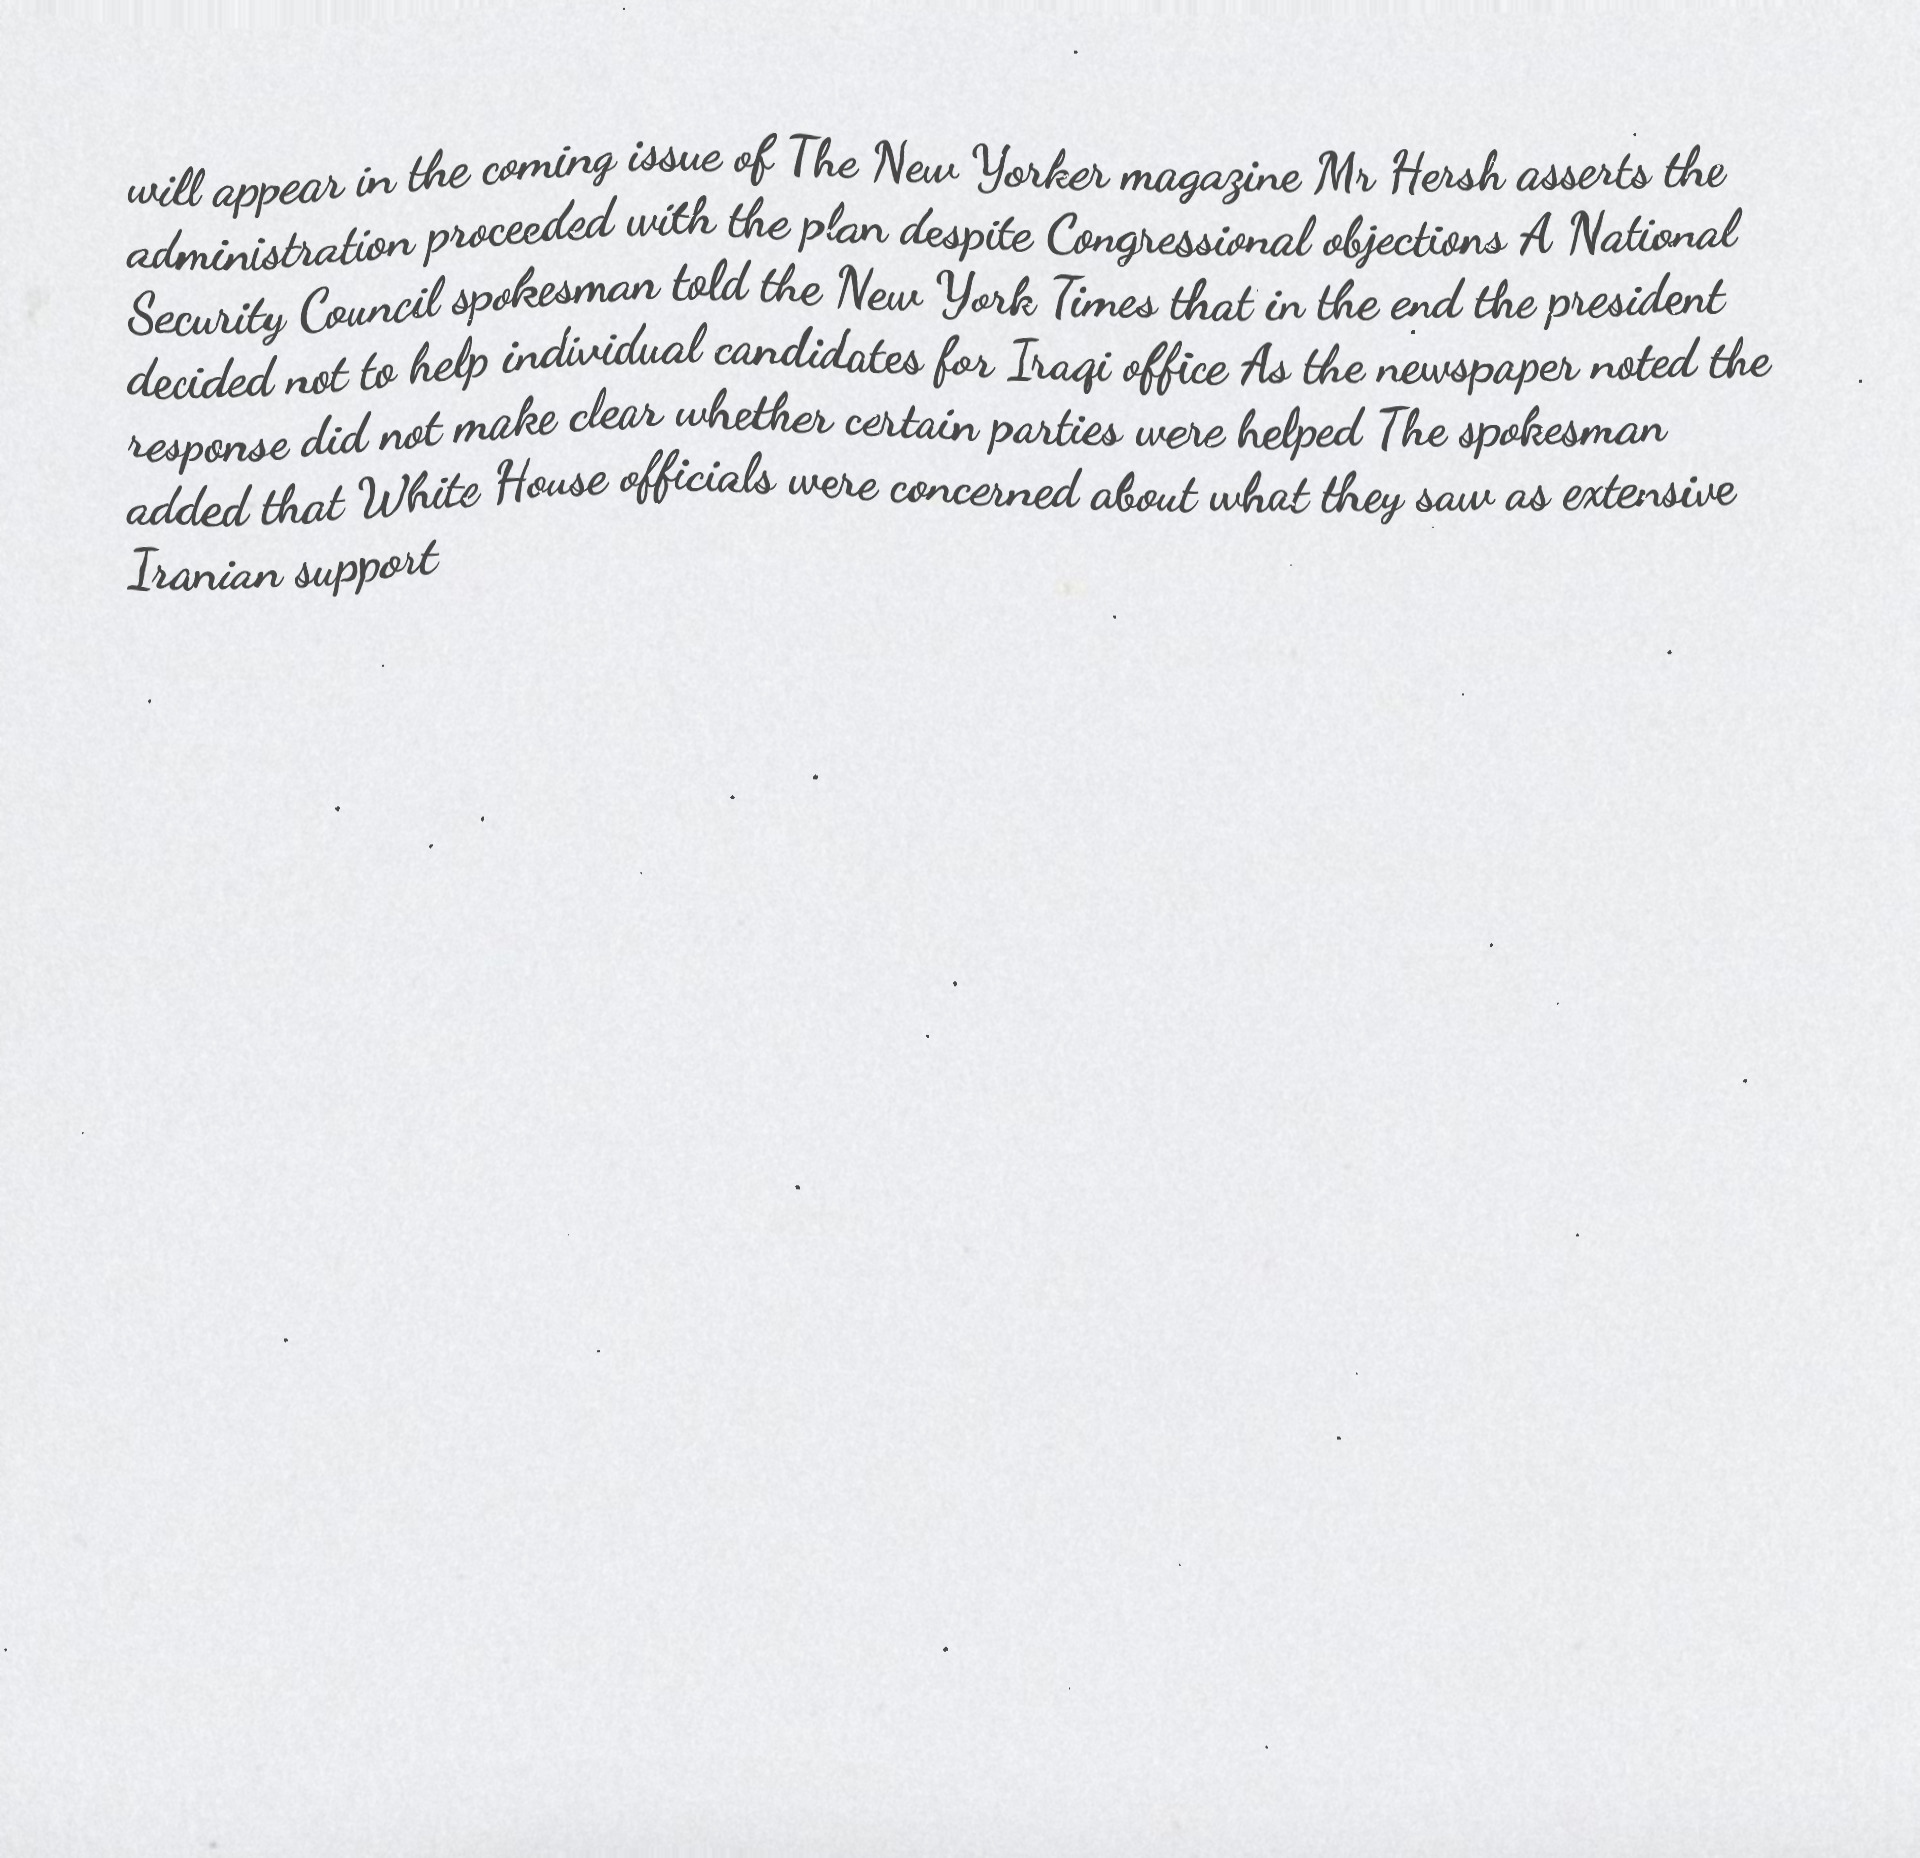 will appear in the coming issue of The New Yorker magazine Mr Hersh asserts the
administration proceeded with the plan despite Congressional objections A National
Security Council spokesman told the New York Times that in the end the president
decided not to help individual candidates for Iraqi office As the newspaper noted the
response did not make clear whether certain parties were helped The spokesman
added that White House officials were concerned about what they saw as extensive
Iranian support